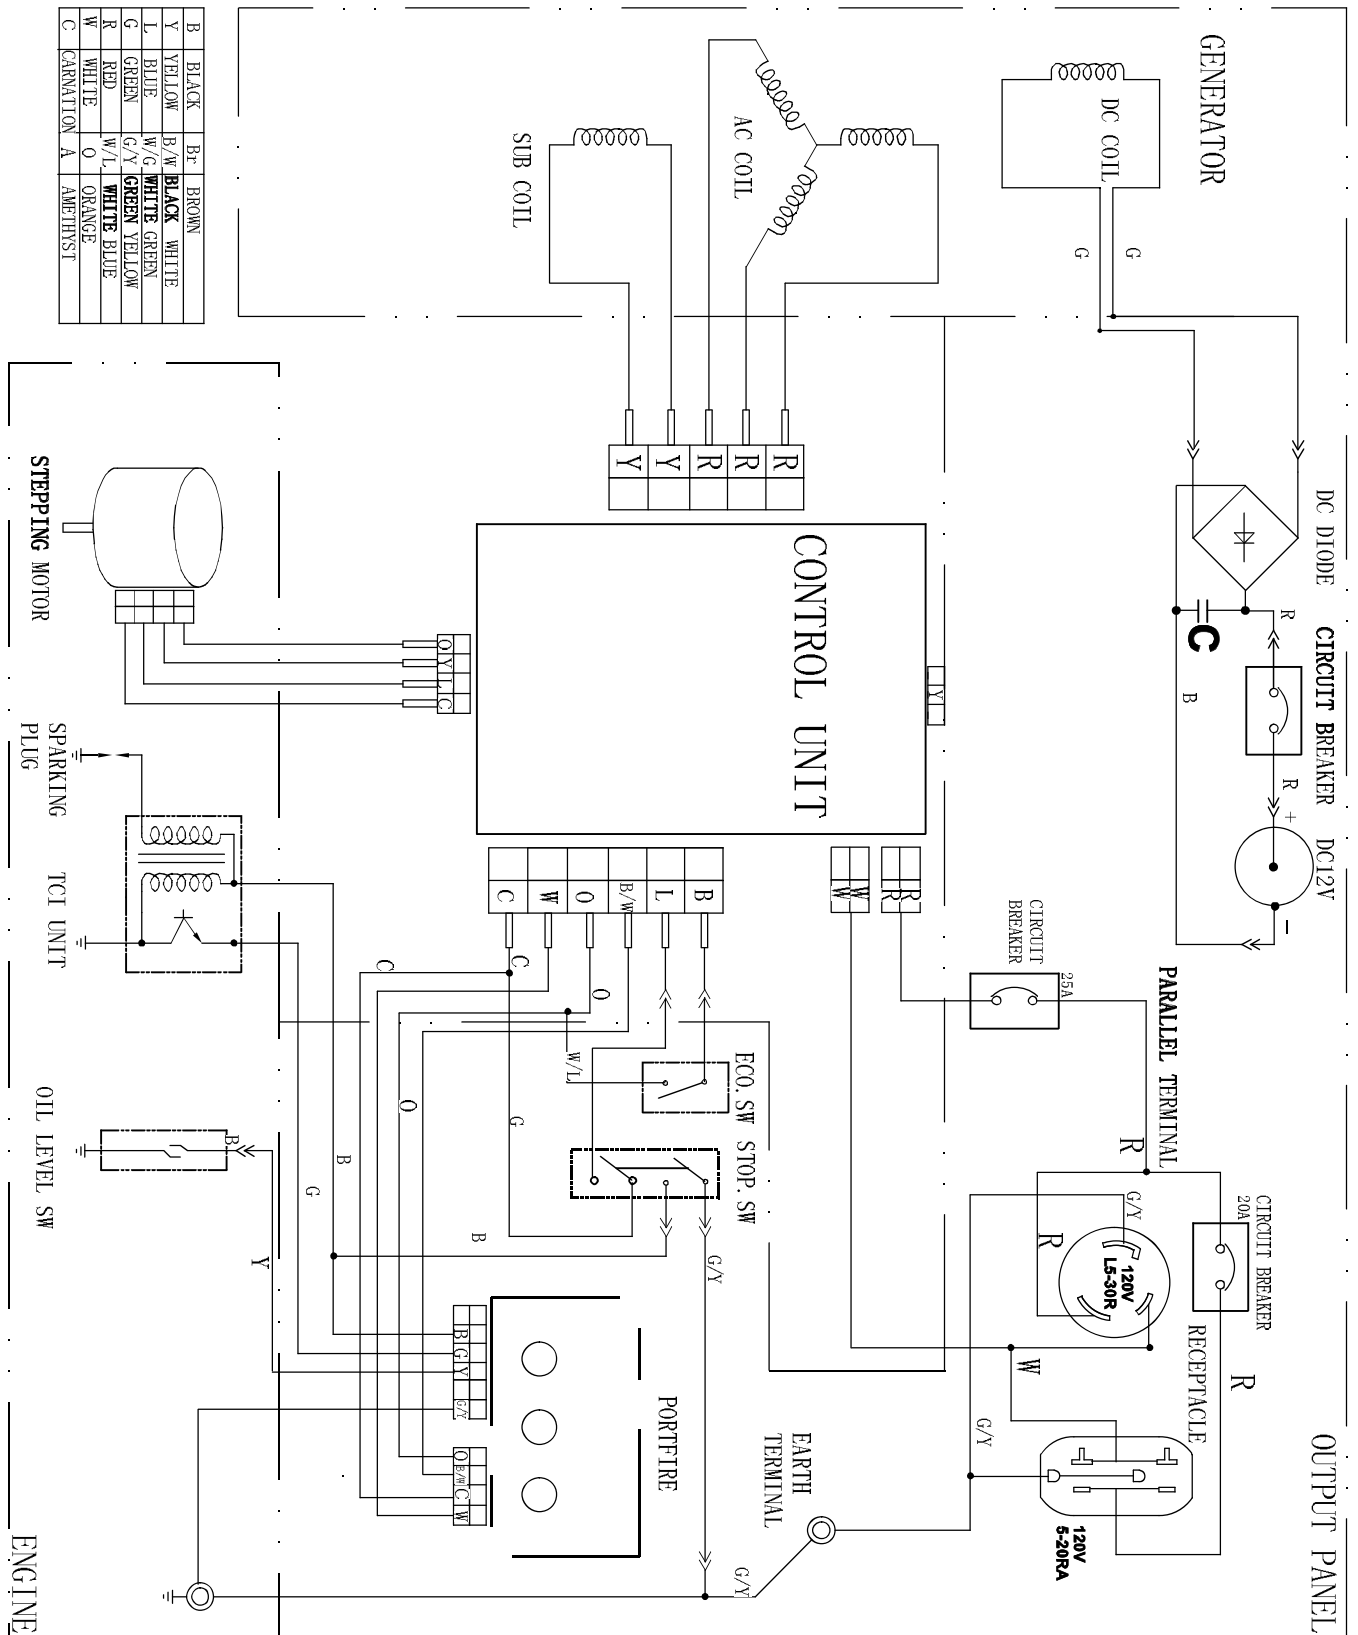 GENERATOR
DC COIL
AC COIL
SUB COIL
G
G
B BLACK Br BROWN
Y YELLOW B/W BLACK WHITE
L BLUE W/G WHITE GREEN
G GREEN G/Y GREEN YELLOW
R RED W/L WHITE BLUE
W WHITE O ORANGE
C CARNATION A AMETHYST
DC DIODE
CIRCUIT BREAKER
DC12V
R
R
+
−
C
B
R
R
R
Y
Y
CONTROL UNIT
Y
STEPPING MOTOR
O
Y
L
C
SPARKING
PLUG
TCI UNIT
OIL LEVEL SW
B
R
R
W
W
B
L
B/W
O
W
C
CIRCUIT
BREAKER
25A
PARALLEL TERMINAL
R
R
G/Y
120V
L5-30R
CIRCUIT BREAKER
20A
RECEPTACLE
R
W
G/Y
120V
5-20RA
OUTPUT PANEL
ECO. SW
STOP. SW
W/L
C
C
O
O
G
G
B
B
Y
G/Y
PORTFIRE
B
G
Y
G/Y
O
B/W
C
W
EARTH
TERMINAL
G/Y
ENGINE